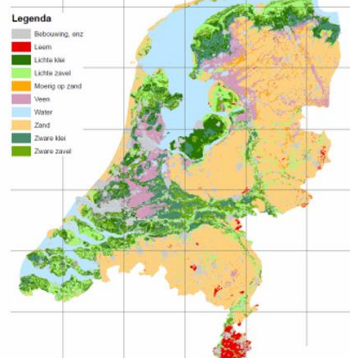 Legenda
Bebouwing, enz
Leem
Lichte klei
Lichte zavel
Moerig op zand
Veen
Water
Zand
Zware klei
Zware zavel